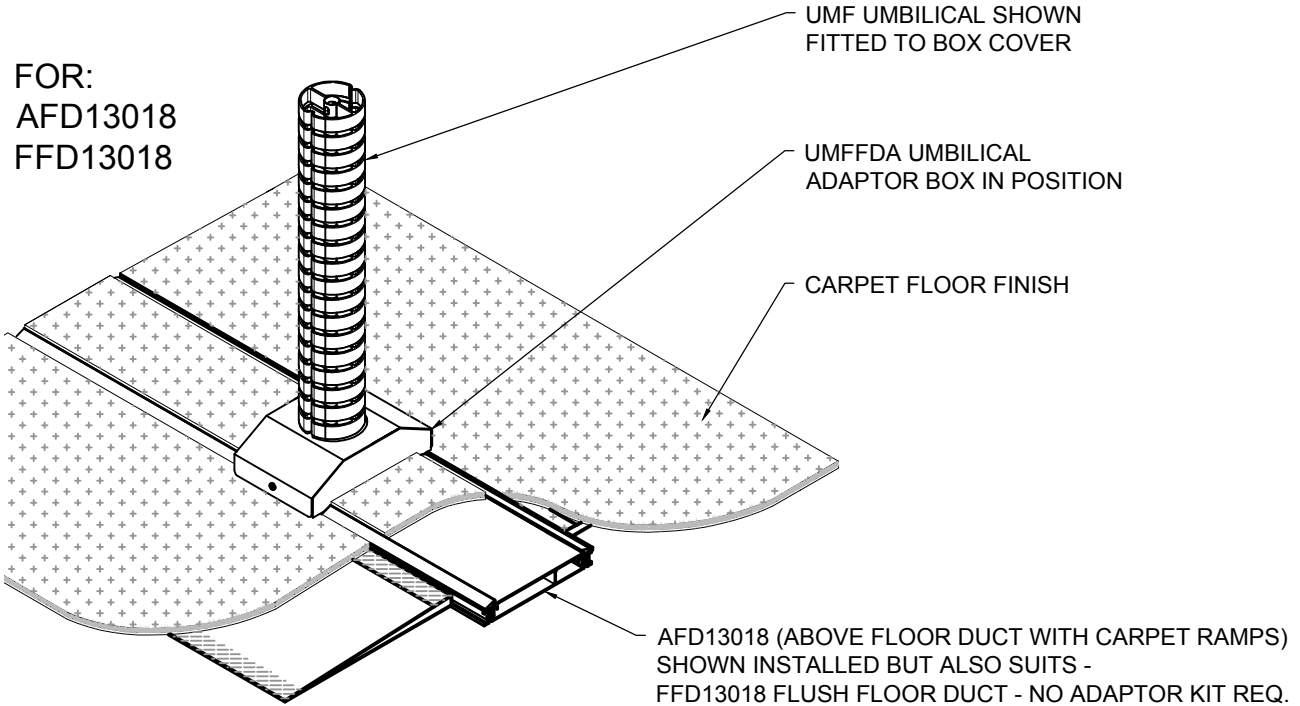 UMF UMBILICAL SHOWN
FITTED TO BOX COVER
FOR:
AFD13018
FFD13018
UMFFDA UMBILICAL
ADAPTOR BOX IN POSITION
CARPET FLOOR FINISH
AFD13018 (ABOVE FLOOR DUCT WITH CARPET RAMPS)
SHOWN INSTALLED BUT ALSO SUITS -
FFD13018 FLUSH FLOOR DUCT - NO ADAPTOR KIT REQ.